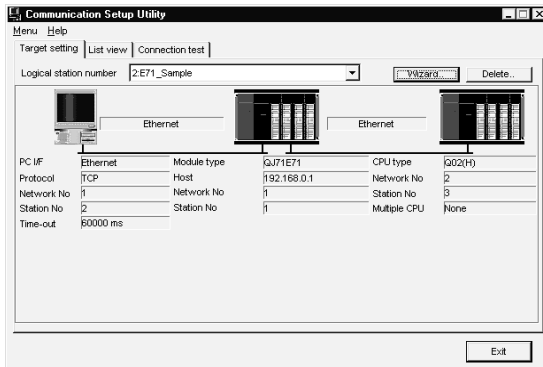 Communication Setup Utility
Menu Help
Target setting List view Connection test
Logical station number 2:E71_Sample Wizard... Delete...
Ethernet Ethernet
PC I/F Ethernet Module type QJ71E71 CPU type Q02(H)
Protocol TCP Host 192.168.0.1 Network No 2
Network No 1 Network No 1 Station No 3
Station No 2 Station No 1 Multiple CPU None
Time-out 60000 ms
Exit